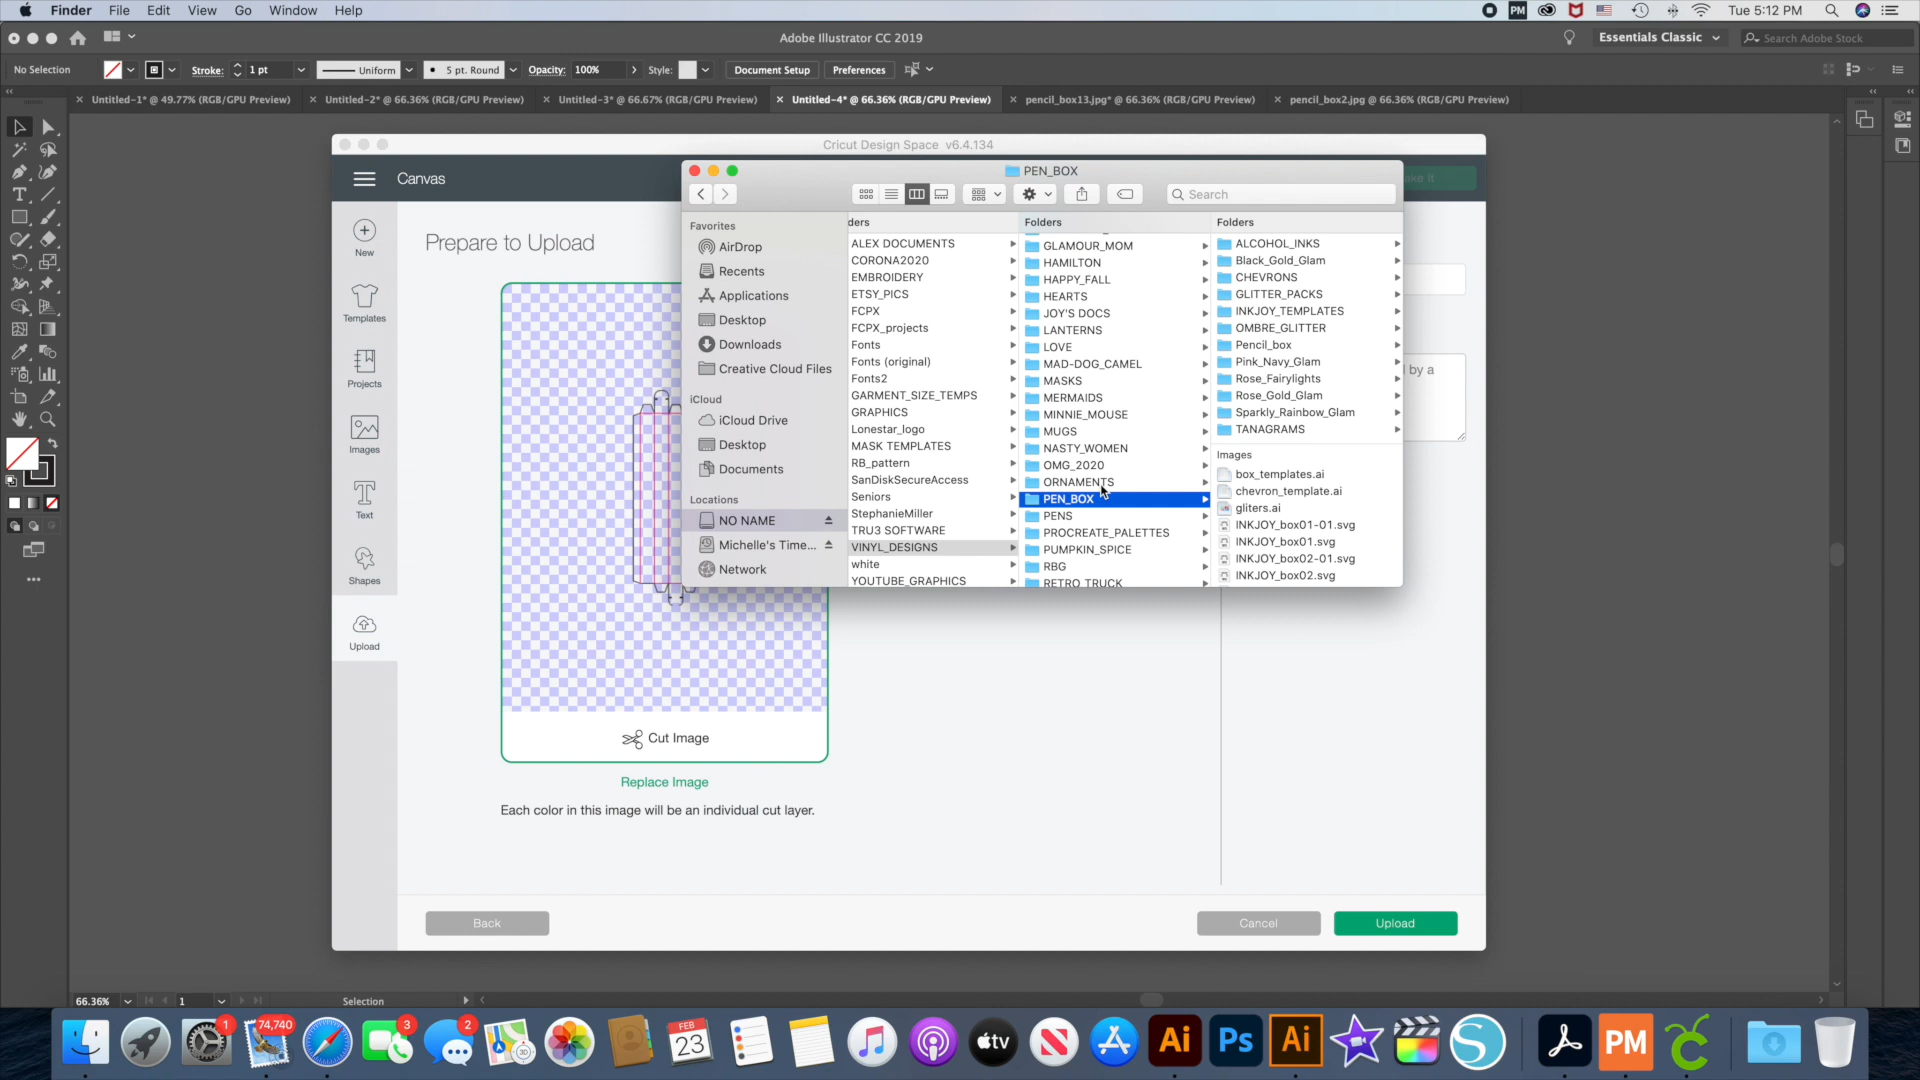 Finder File Edit View Go Window Help
PM
Tue 5:12 PM
Adobe Illustrator CC 2019
Essentials Classic
Search Adobe Stock
No Selection
Stroke: 1 pt
Uniform
5 pt. Round
Opacity: 100%
Style:
Document Setup
Preferences
Untitled-1* @ 49.77% (RGB/GPU Preview)
Untitled-2* @ 66.36% (RGB/GPU Preview)
Untitled-3* @ 66.67% (RGB/GPU Preview)
Untitled-4* @ 66.36% (RGB/GPU Preview)
pencil_box13.jpg* @ 66.36% (RGB/GPU Preview)
pencil_box2.jpg @ 66.36% (RGB/GPU Preview)
Cricut Design Space v6.4.134
Canvas
New
Templates
Projects
Images
Text
Shapes
Upload
Prepare to Upload
Cut Image
Replace Image
Each color in this image will be an individual cut layer.
Back
Cancel
Upload
d by a
PEN_BOX
Search
Favorites
AirDrop
Recents
Applications
Desktop
Downloads
Creative Cloud Files
iCloud
iCloud Drive
Desktop
Documents
Locations
NO NAME
Michelle's Time...
Network
ders
ALEX DOCUMENTS
CORONA2020
EMBROIDERY
ETSY_PICS
FCPX
FCPX_projects
Fonts
Fonts (original)
Fonts2
GARMENT_SIZE_TEMPS
GRAPHICS
Lonestar_logo
MASK TEMPLATES
RB_pattern
SanDiskSecureAccess
Seniors
StephanieMiller
TRU3 SOFTWARE
VINYL_DESIGNS
white
YOUTUBE_GRAPHICS
Folders
GLAMOUR_MOM
HAMILTON
HAPPY_FALL
HEARTS
JOY'S DOCS
LANTERNS
LOVE
MAD-DOG_CAMEL
MASKS
MERMAIDS
MINNIE_MOUSE
MUGS
NASTY_WOMEN
OMG_2020
ORNAMENTS
PEN_BOX
PENS
PROCREATE_PALETTES
PUMPKIN_SPICE
RBG
RETRO_TRUCK
Folders
ALCOHOL_INKS
Black_Gold_Glam
CHEVRONS
GLITTER_PACKS
INKJOY_TEMPLATES
OMBRE_GLITTER
Pencil_box
Pink_Navy_Glam
Rose_Fairylights
Rose_Gold_Glam
Sparkly_Rainbow_Glam
TANAGRAMS
Images
box_templates.ai
chevron_template.ai
gliters.ai
INKJOY_box01-01.svg
INKJOY_box01.svg
INKJOY_box02-01.svg
INKJOY_box02.svg
66.36%
1
Selection
1
74,740
3
2
FEB
23
tv
Ai
Ps
Ai
PM